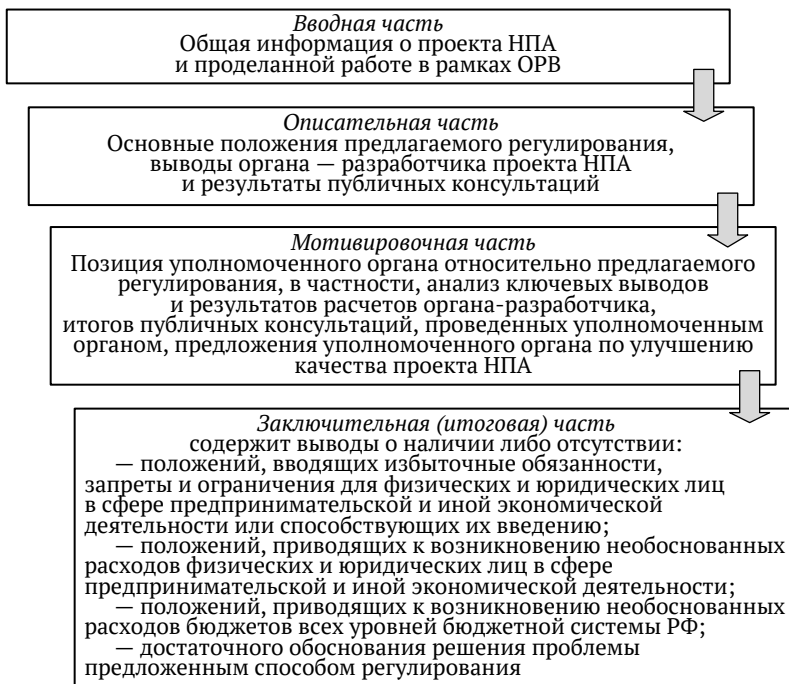 Вводная часть
Общая информация о проекта НПА
и проделанной работе в рамках ОРВ
Описательная часть
Основные положения предлагаемого регулирования,
выводы органа — разработчика проекта НПА
и результаты публичных консультаций
Мотивировочная часть
Позиция уполномоченного органа относительно предлагаемого
регулирования, в частности, анализ ключевых выводов
и результатов расчетов органа-разработчика,
итогов публичных консультаций, проведенных уполномоченным
органом, предложения уполномоченного органа по улучшению
качества проекта НПА
Заключительная (итоговая) часть
содержит выводы о наличии либо отсутствии:
— положений, вводящих избыточные обязанности,
запреты и ограничения для физических и юридических лиц
в сфере предпринимательской и иной экономической
деятельности или способствующих их введению;
— положений, приводящих к возникновению необоснованных
расходов физических и юридических лиц в сфере
предпринимательской и иной экономической деятельности;
— положений, приводящих к возникновению необоснованных
расходов бюджетов всех уровней бюджетной системы РФ;
— достаточного обоснования решения проблемы
предложенным способом регулирования